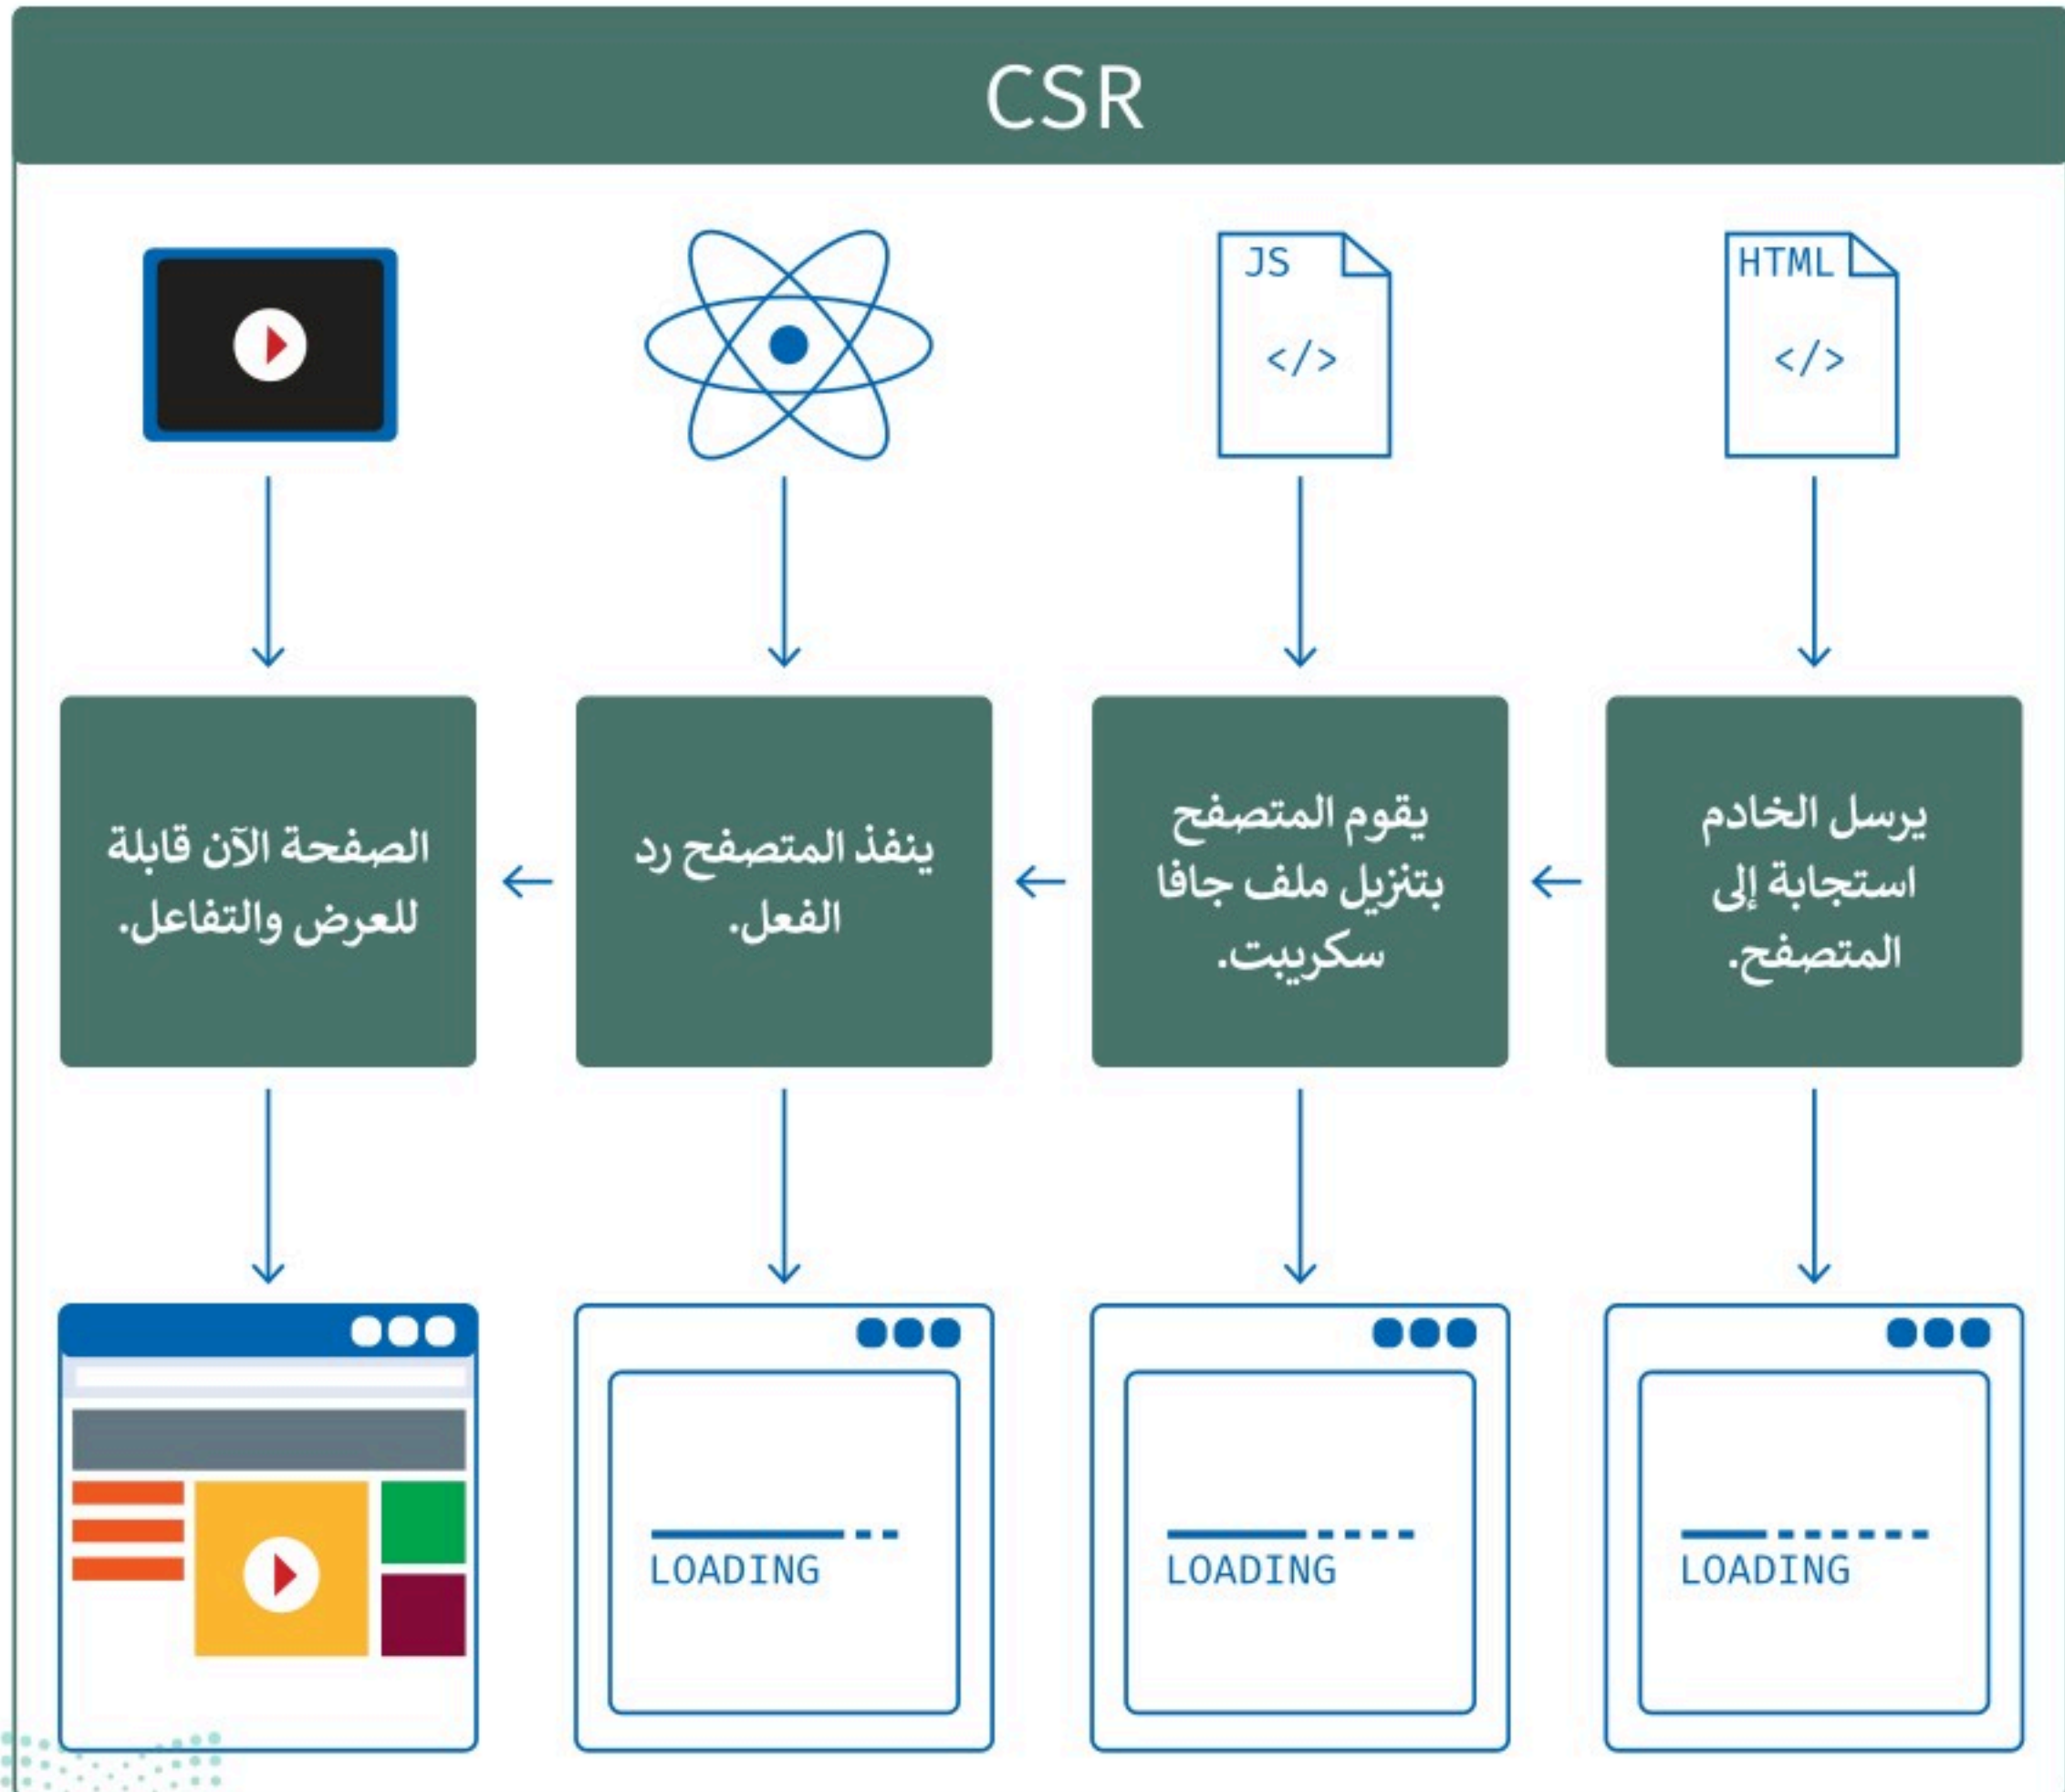 CSR
HTML
</>
JS
</>
يرسل الخادم
استجابة إلى
المتصفح.
يقوم المتصفح
بتنزيل ملف جافا
سكريبت.
ينفذ المتصفح رد
الفعل.
الصفحة الآن قابلة
للعرض والتفاعل.
LOADING
LOADING
LOADING